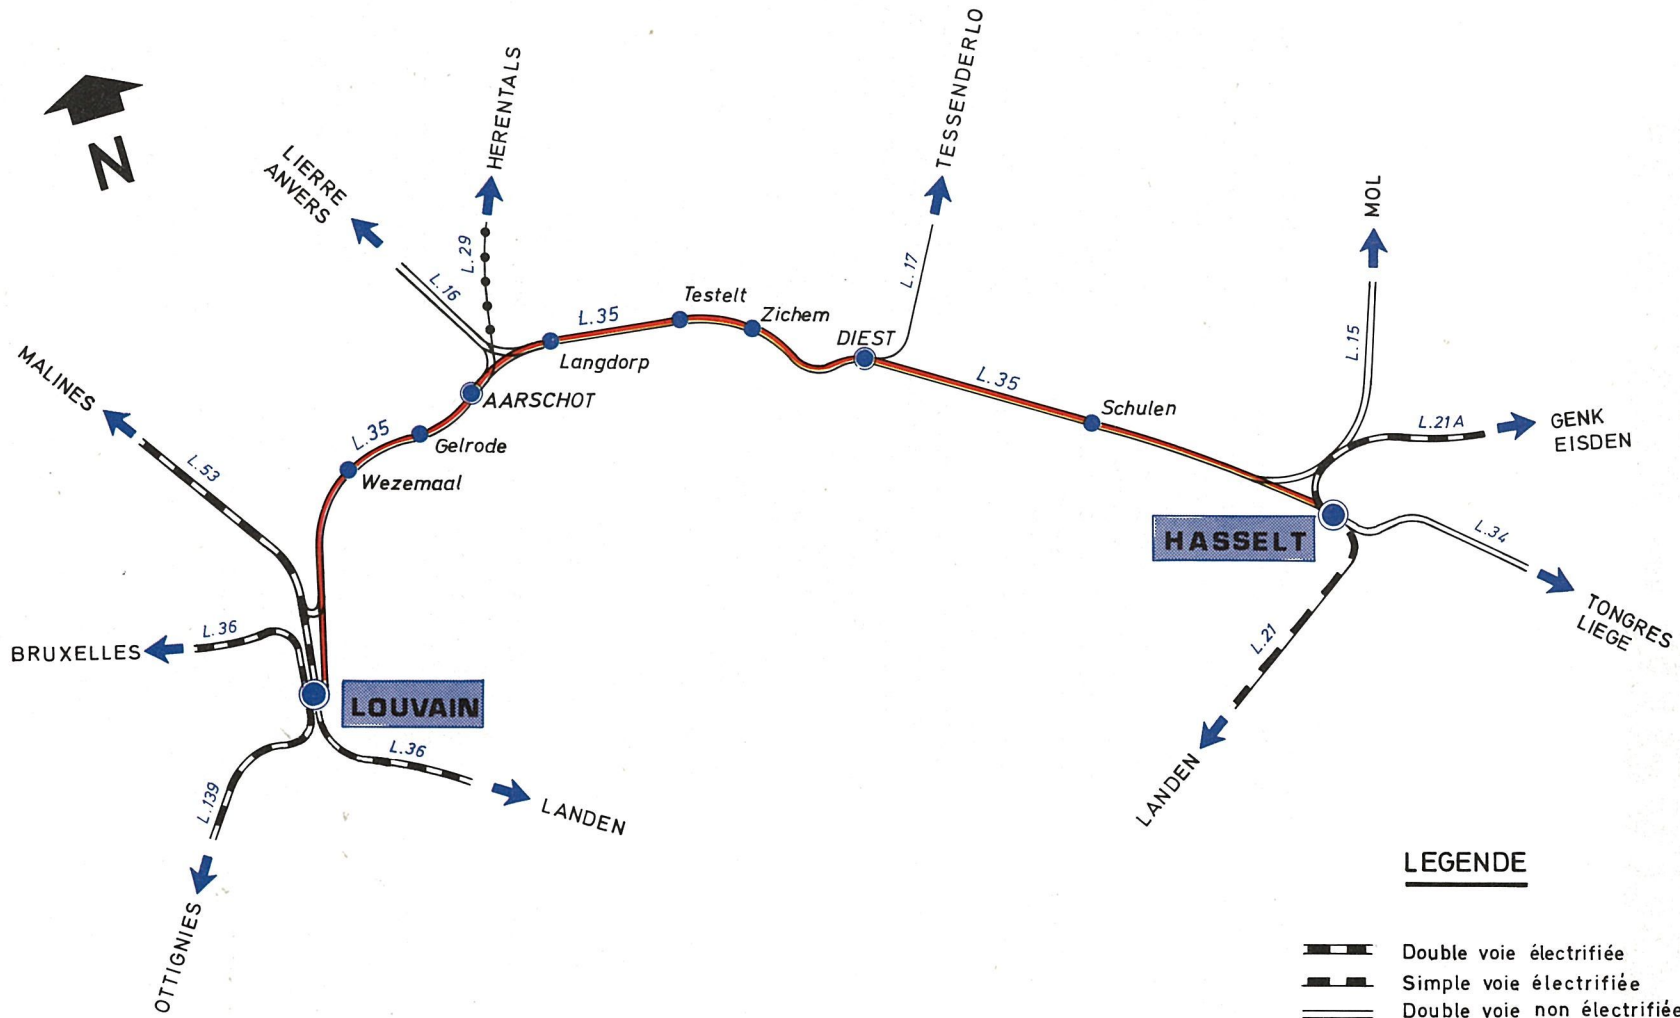 N
LIERRE
ANVERS
HERENTALS
TESSENDERLO
MOL
L.16
L.29
L.17
L.15
L.35
Testelt
Zichem
DIEST
Langdorp
MALINES
AARSCHOT
L.35
Gelrode
Wezemaal
L.35
Schulen
L.21A
GENK
EISDEN
L.53
HASSELT
L.34
TONGRES
LIEGE
BRUXELLES
L.36
L.21
LOUVAIN
L.36
LANDEN
L.139
LANDEN
OTTIGNIES
LEGENDE
Double voie électrifiée
Simple voie électrifiée
Double voie non électrifiée